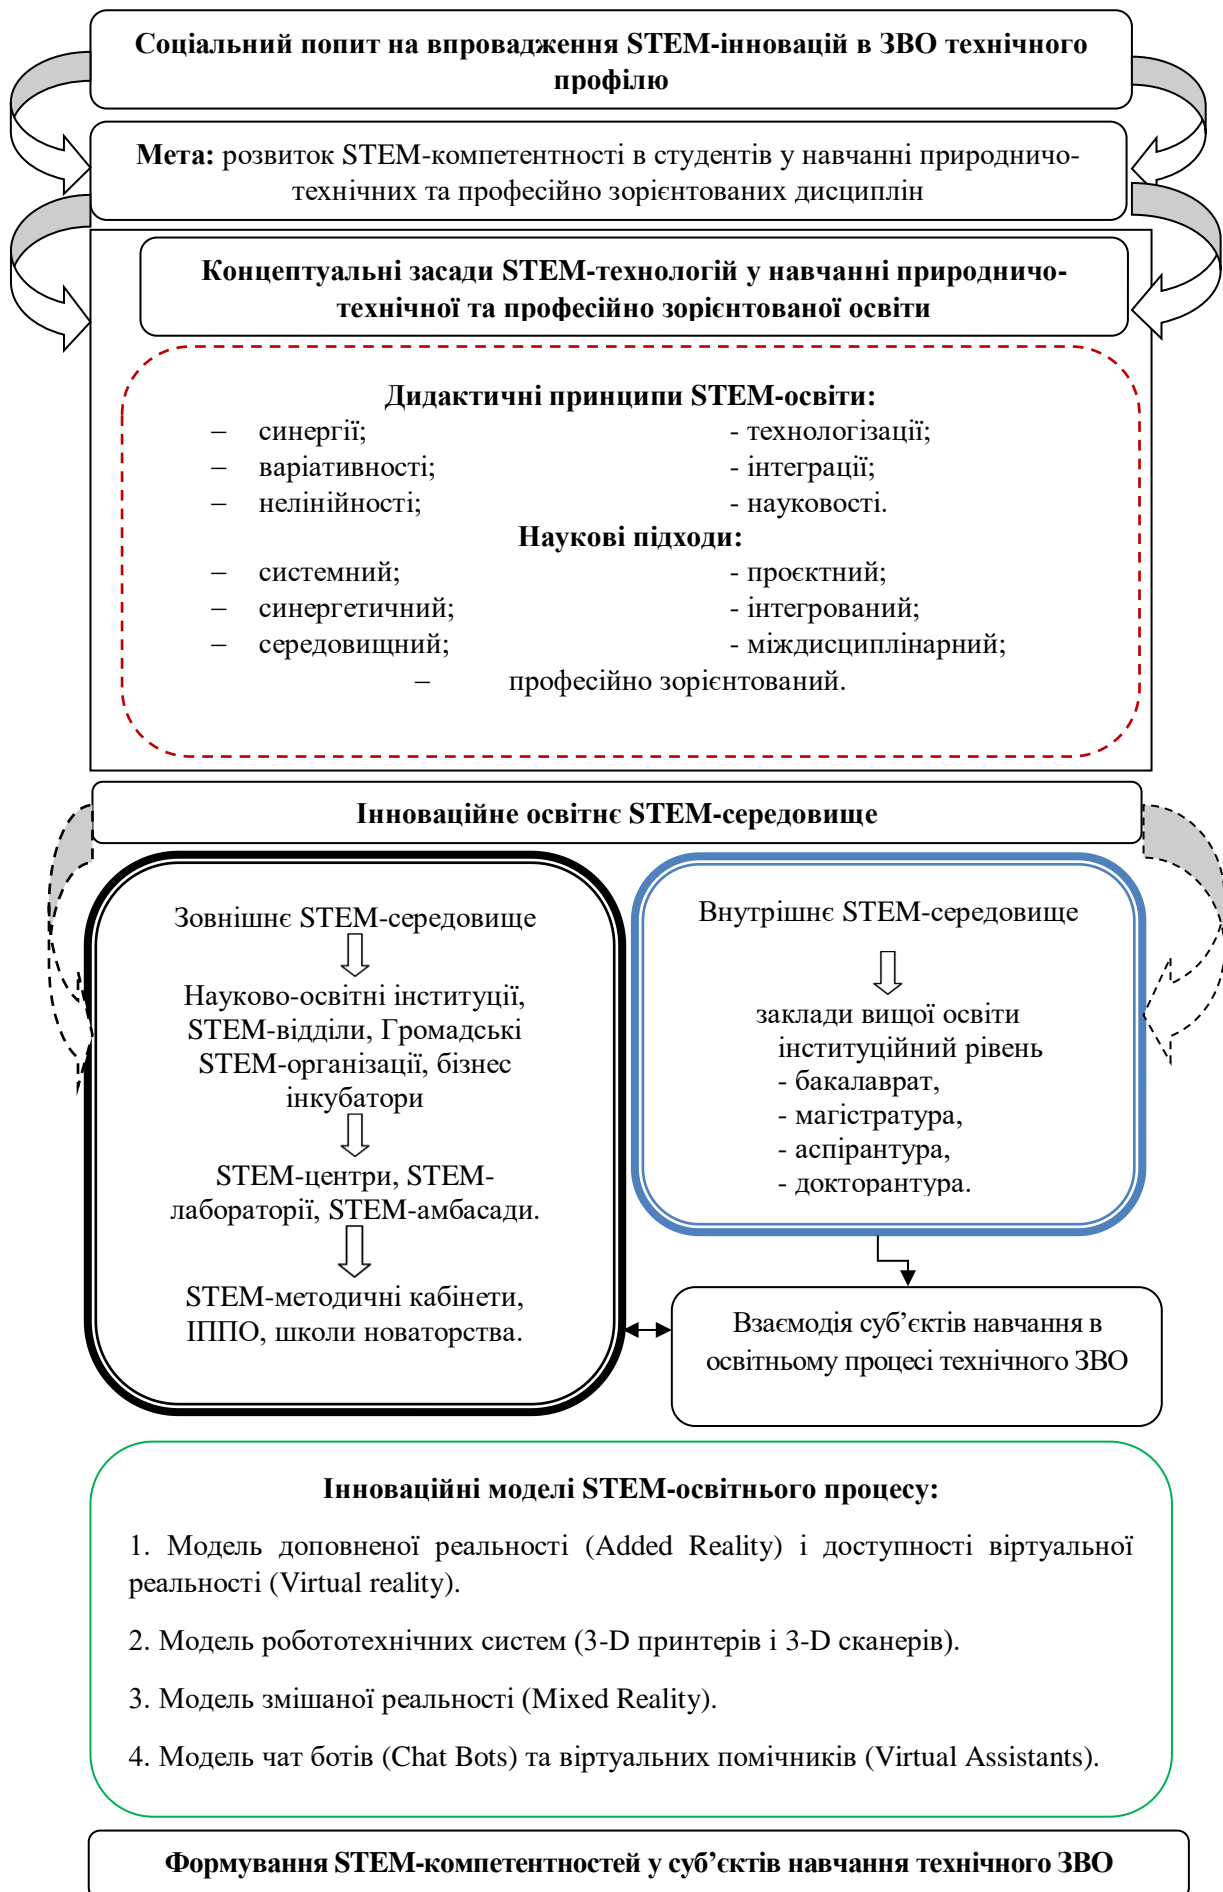 Соціальний попит на впровадження STEM-інновацій в ЗВО технічного
профілю
Мета: розвиток STEM-компетентності в студентів у навчанні природничо-
технічних та професійно зорієнтованих дисциплін
Концептуальні засади STEM-технологій у навчанні природничо-
технічної та професійно зорієнтованої освіти
Дидактичні принципи STEM-освіти:
– синергії; - технологізації;
– варіативності; - інтеграції;
– нелінійності; - науковості.
Наукові підходи:
– системний; - проєктний;
– синергетичний; - інтегрований;
– середовищний; - міждисциплінарний;
– професійно зорієнтований.
Інноваційне освітнє STEM-середовище
Зовнішнє STEM-середовище
Науково-освітні інституції,
STEM-відділи, Громадські
STEM-організації, бізнес
інкубатори
STEM-центри, STEM-
лабораторії, STEM-амбасади.
STEM-методичні кабінети,
ІППО, школи новаторства.
Внутрішнє STEM-середовище
заклади вищої освіти
інституційний рівень
- бакалаврат,
- магістратура,
- аспірантура,
- докторантура.
Взаємодія суб’єктів навчання в
освітньому процесі технічного ЗВО
Інноваційні моделі STEM-освітнього процесу:
1. Модель доповненої реальності (Added Reality) і доступності віртуальної
реальності (Virtual reality).
2. Модель робототехнічних систем (3-D принтерів і 3-D сканерів).
3. Модель змішаної реальності (Mixed Reality).
4. Модель чат ботів (Chat Bots) та віртуальних помічників (Virtual Assistants).
Формування STEM-компетентностей у суб’єктів навчання технічного ЗВО